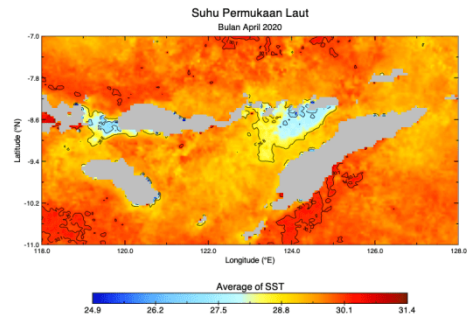 Suhu Permukaan Laut
Bulan April 2020
-7.0
-7.8
-8.6
-9.4
-10.2
-11.0
Latitude (°N)
118.0 120.0 122.0 124.0 126.0 128.0
Longitude (°E)
Average of SST
24.9 26.2 27.5 28.8 30.1 31.4